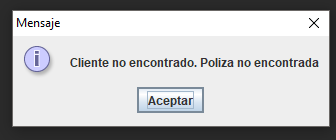 Mensaje
Cliente no encontrado. Poliza no encontrada
Aceptar